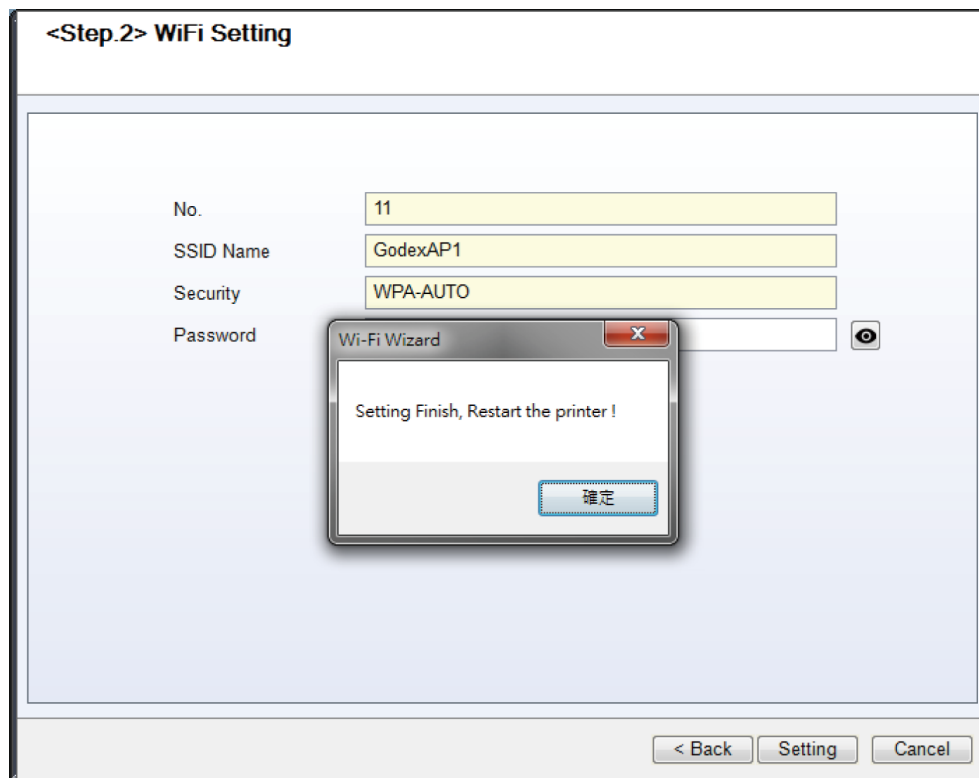 <Step.2> WiFi Setting
No. 11
SSID Name GodexAP1
Security WPA-AUTO
Password
Wi-Fi Wizard
Setting Finish, Restart the printer !
確定
< Back Setting Cancel